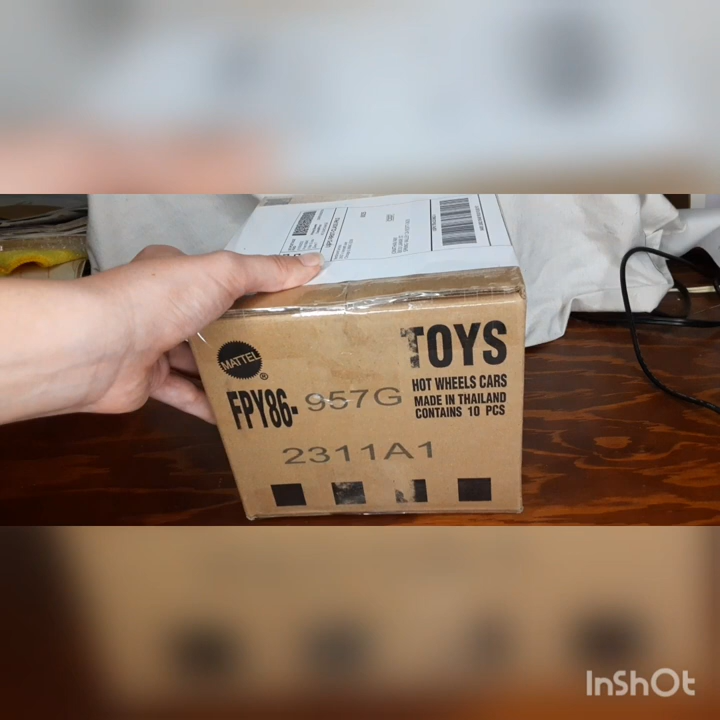 MATTEL
®
TOYS
HOT WHEELS CARS
MADE IN THAILAND
CONTAINS 10 PCS
FPY86-957G
2311A1
InShOt